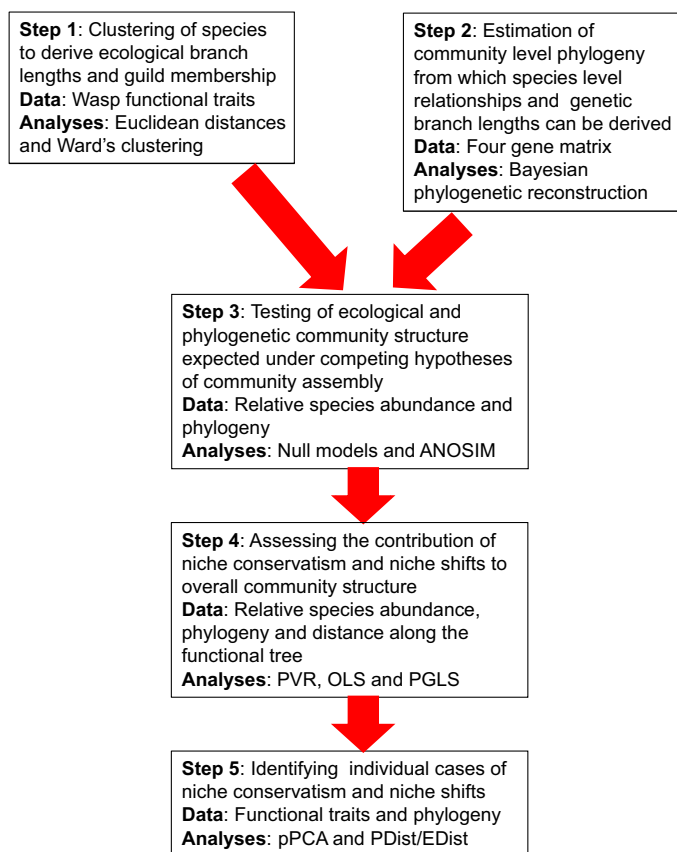 Step 1: Clustering of species
to derive ecological branch
lengths and guild membership
Data: Wasp functional traits
Analyses: Euclidean distances
and Ward's clustering
Step 2: Estimation of
community level phylogeny
from which species level
relationships and genetic
branch lengths can be derived
Data: Four gene matrix
Analyses: Bayesian
phylogenetic reconstruction
Step 3: Testing of ecological and
phylogenetic community structure
expected under competing hypotheses
of community assembly
Data: Relative species abundance and
phylogeny
Analyses: Null models and ANOSIM
Step 4: Assessing the contribution of
niche conservatism and niche shifts to
overall community structure
Data: Relative species abundance,
phylogeny and distance along the
functional tree
Analyses: PVR, OLS and PGLS
Step 5: Identifying individual cases of
niche conservatism and niche shifts
Data: Functional traits and phylogeny
Analyses: pPCA and PDist/EDist